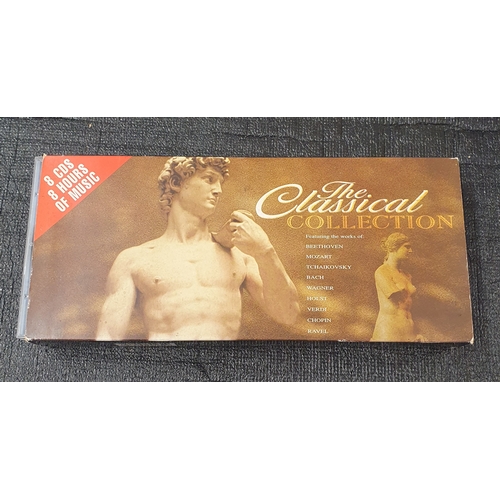 8 CDS
8 HOURS
OF MUSIC
The
Classical
COLLECTION
Featuring the works of:
BEETHOVEN
MOZART
TCHAIKOVSKY
BACH
WAGNER
HOLST
VERDI
CHOPIN
RAVEL